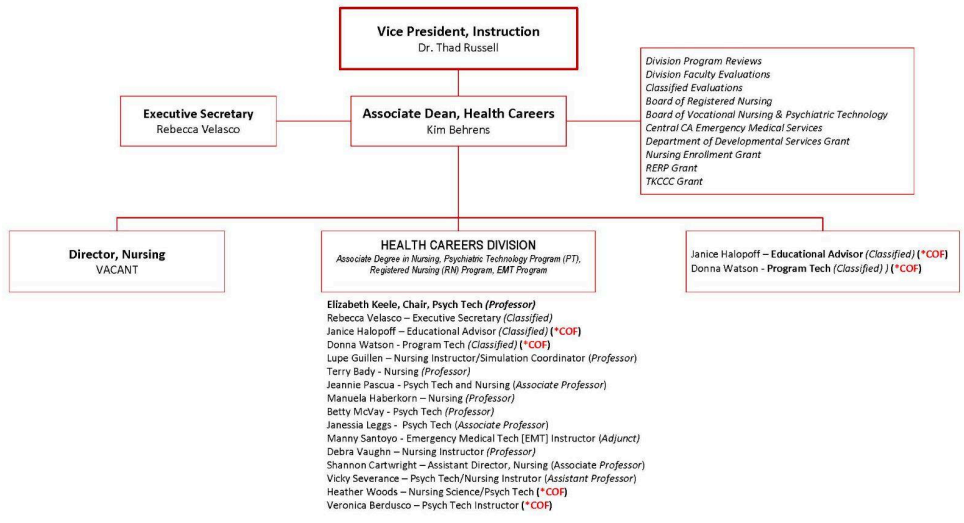 Vice President, Instruction
Dr. Thad Russell
Division Program Reviews
Division Faculty Evaluations
Classified Evaluations
Board of Registered Nursing
Board of Vocational Nursing & Psychiatric Technology
Central CA Emergency Medical Services
Department of Developmental Services Grant
Nursing Enrollment Grant
RERP Grant
TKCCC Grant
Executive Secretary
Rebecca Velasco
Associate Dean, Health Careers
Kim Behrens
Director, Nursing
VACANT
HEALTH CAREERS DIVISION
Associate Degree in Nursing, Psychiatric Technology Program (PT),
Registered Nursing (RN) Program, EMT Program
Janice Halopoff – Educational Advisor (Classified) (*COF)
Donna Watson - Program Tech (Classified) ) (*COF)
Elizabeth Keele, Chair, Psych Tech (Professor)
Rebecca Velasco – Executive Secretary (Classified)
Janice Halopoff – Educational Advisor (Classified) (*COF)
Donna Watson - Program Tech (Classified) (*COF)
Lupe Guillen – Nursing Instructor/Simulation Coordinator (Professor)
Terry Bady - Nursing (Professor)
Jeannie Pascua - Psych Tech and Nursing (Associate Professor)
Manuela Haberkorn – Nursing (Professor)
Betty McVay - Psych Tech (Professor)
Janessia Leggs - Psych Tech (Associate Professor)
Manny Santoyo - Emergency Medical Tech [EMT] Instructor (Adjunct)
Debra Vaughn – Nursing Instructor (Professor)
Shannon Cartwright – Assistant Director, Nursing (Associate Professor)
Vicky Severance – Psych Tech/Nursing Instrutor (Assistant Professor)
Heather Woods – Nursing Science/Psych Tech (*COF)
Veronica Berdusco – Psych Tech Instructor (*COF)